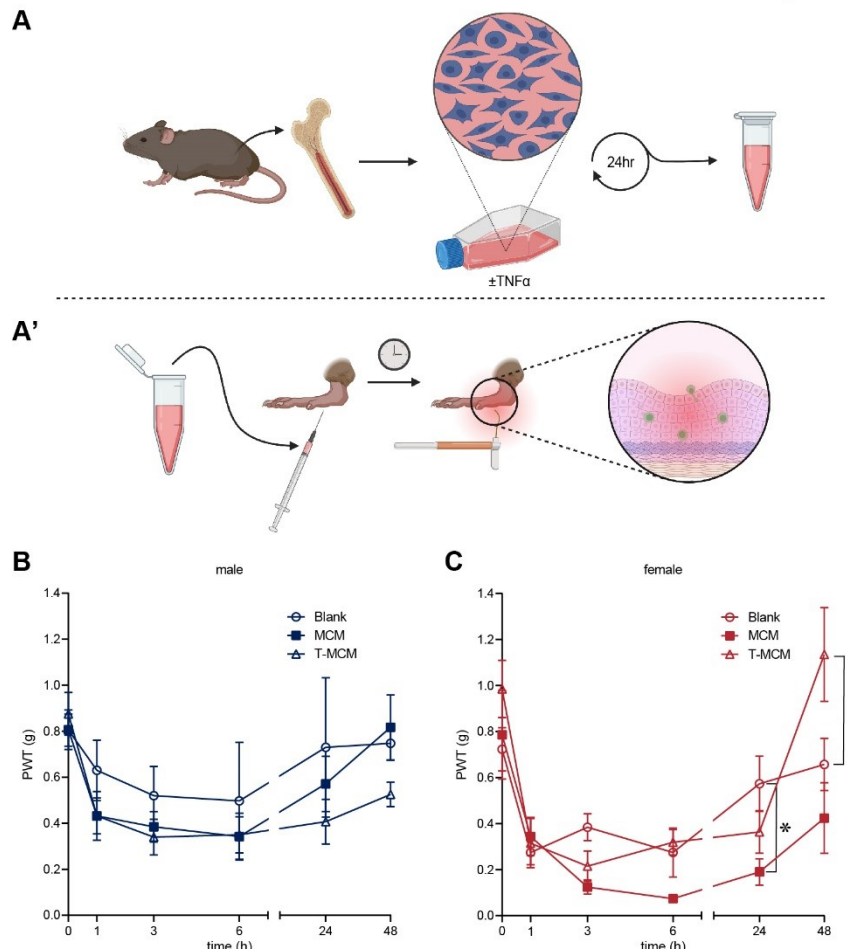 A
24hr
±TNFα
A'
B
male
C
female
1.4
1.2
1.0
0.8
0.6
0.4
0.2
0.0
PWT (g)
Blank
MCM
T-MCM
0
1
3
6
24
48
time (h)
1.4
1.2
1.0
0.8
0.6
0.4
0.2
0.0
PWT (g)
Blank
MCM
T-MCM
*
0
1
3
6
24
48
time (h)